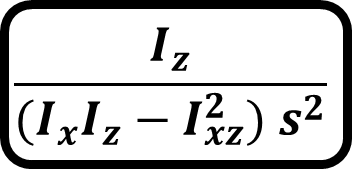 I_z
(I_x I_z − I_xz^2) s^2